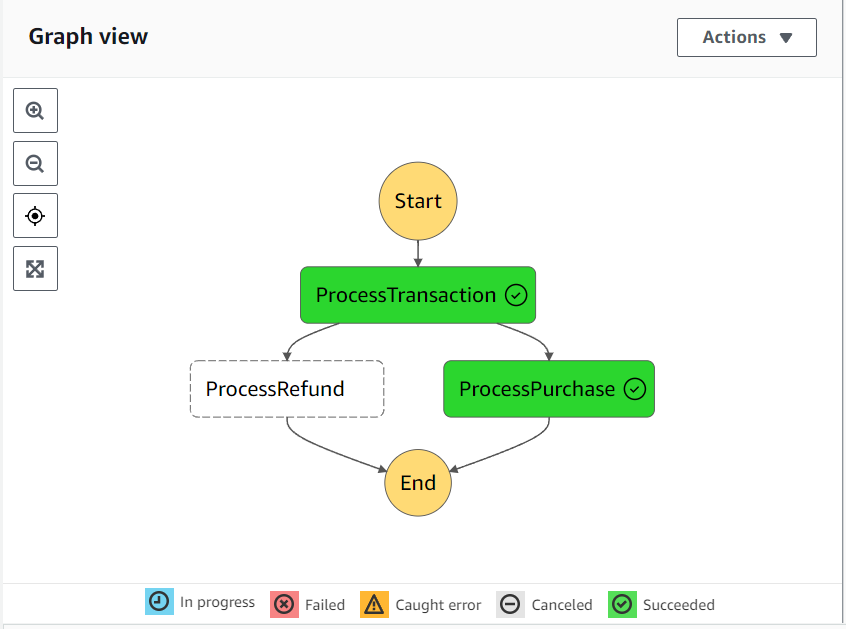 Graph view
Actions
Start
ProcessTransaction
ProcessRefund
ProcessPurchase
End
In progress
Failed
Caught error
Canceled
Succeeded